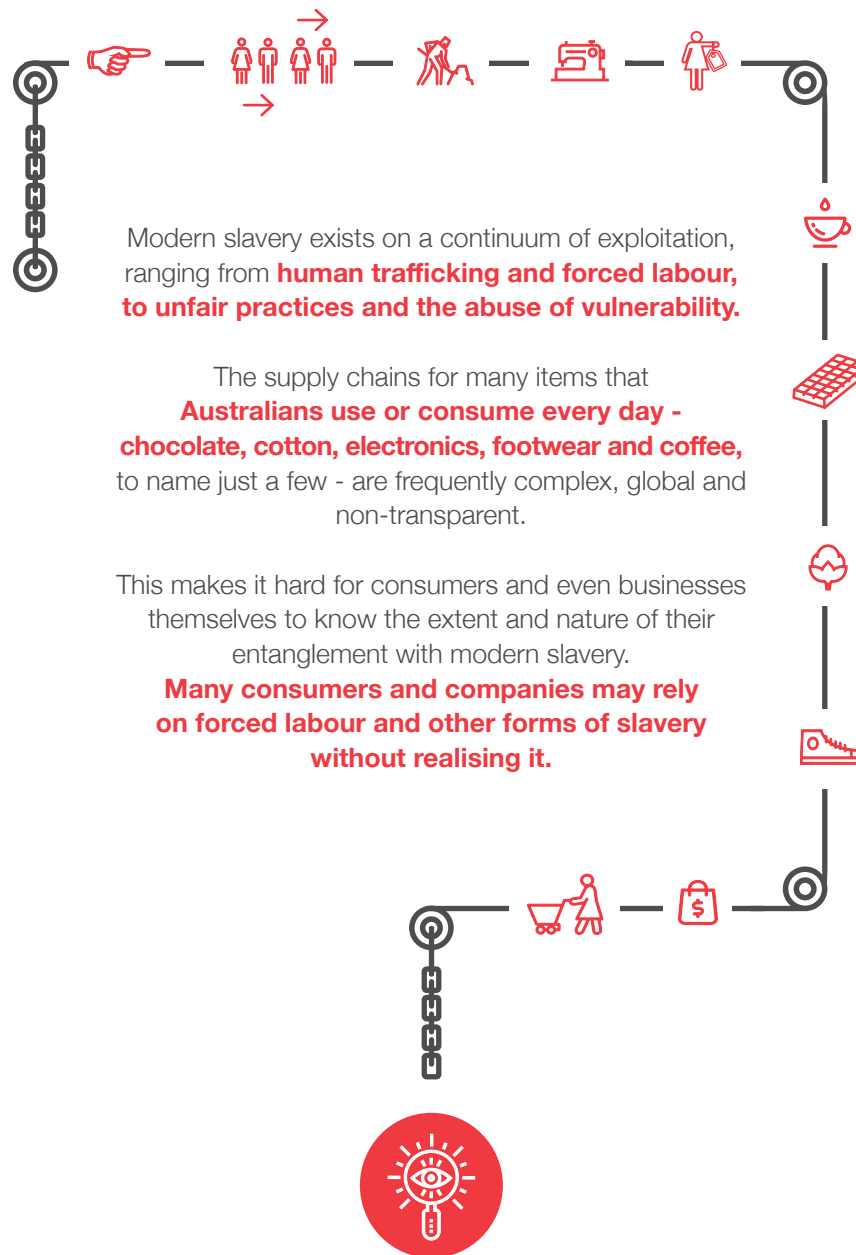 Modern slavery exists on a continuum of exploitation,
ranging from human trafficking and forced labour,
to unfair practices and the abuse of vulnerability.
The supply chains for many items that
Australians use or consume every day -
chocolate, cotton, electronics, footwear and coffee,
to name just a few - are frequently complex, global and
non-transparent.
This makes it hard for consumers and even businesses
themselves to know the extent and nature of their
entanglement with modern slavery.
Many consumers and companies may rely
on forced labour and other forms of slavery
without realising it.
$